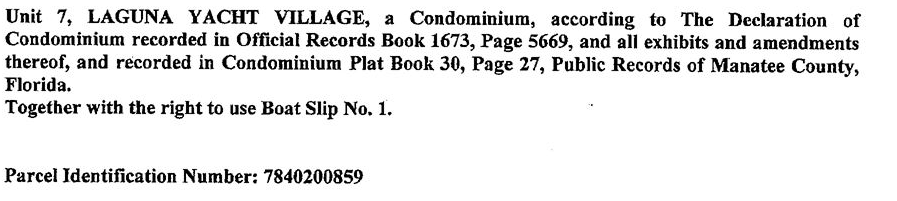 Unit 7, LAGUNA YACHT VILLAGE, a Condominium, according to The Declaration of
Condominium recorded in Official Records Book 1673, Page 5669, and all exhibits and amendments
thereof, and recorded in Condominium Plat Book 30, Page 27, Public Records of Manatee County,
Florida.
Together with the right to use Boat Slip No. 1.
Parcel Identification Number: 7840200859